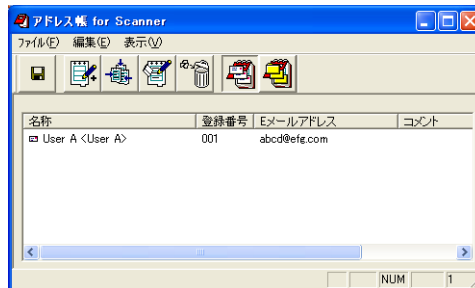 アドレス帳 for Scanner
ファイル(F) 編集(E) 表示(V)
名称 登録番号 Eメールアドレス コメント
User A <User A> 001 abcd@efg.com
NUM 1